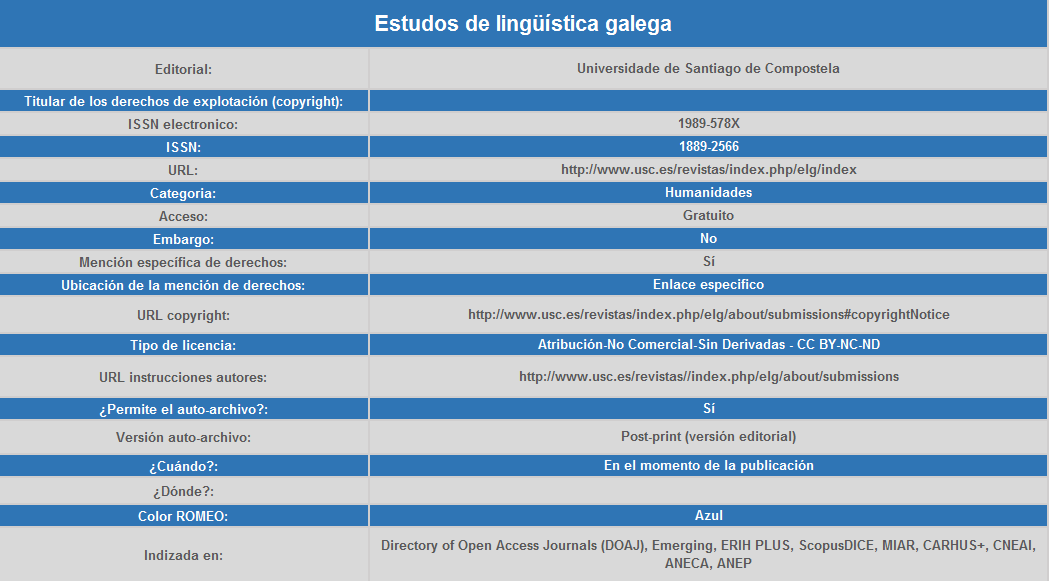 Estudos de lingüística galega
Editorial: Universidade de Santiago de Compostela
Titular de los derechos de explotación (copyright):
ISSN electronico: 1989-578X
ISSN: 1889-2566
URL: http://www.usc.es/revistas/index.php/elg/index
Categoría: Humanidades
Acceso: Gratuito
Embargo: No
Mención específica de derechos: Sí
Ubicación de la mención de derechos: Enlace específico
URL copyright: http://www.usc.es/revistas/index.php/elg/about/submissions#copyrightNotice
Tipo de licencia: Atribución-No Comercial-Sin Derivadas - CC BY-NC-ND
URL instrucciones autores: http://www.usc.es/revistas//index.php/elg/about/submissions
¿Permite el auto-archivo?: Sí
Versión auto-archivo: Post-print (versión editorial)
¿Cuándo?: En el momento de la publicación
¿Dónde?:
Color ROMEO: Azul
Indizada en: Directory of Open Access Journals (DOAJ), Emerging, ERIH PLUS, ScopusDICE, MIAR, CARHUS+, CNEAI,
ANECA, ANEP